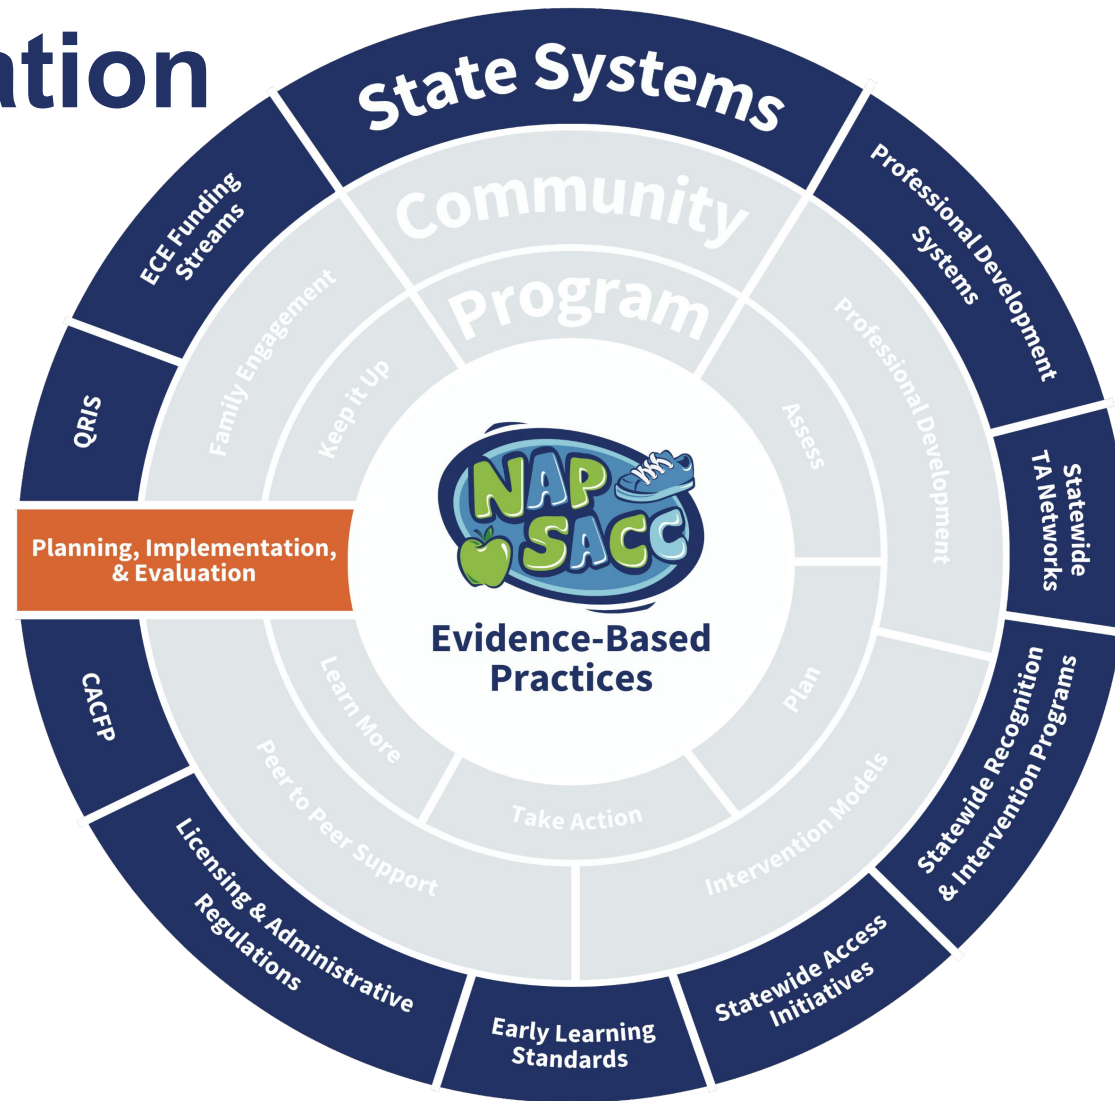 ation
State Systems
Community
Program
Professional Development
Systems
Statewide
TA Networks
Statewide Recognition
& Intervention Programs
Statewide Access
Initiatives
Early Learning
Standards
Licensing & Administrative
Regulations
CACFP
Planning, Implementation,
& Evaluation
QRIS
ECE Funding
Streams
Family Engagement
Professional Development
Intervention Models
Peer to Peer Support
Keep it Up
Assess
Plan
Take Action
Learn More
NAP
SACC
Evidence-Based
Practices